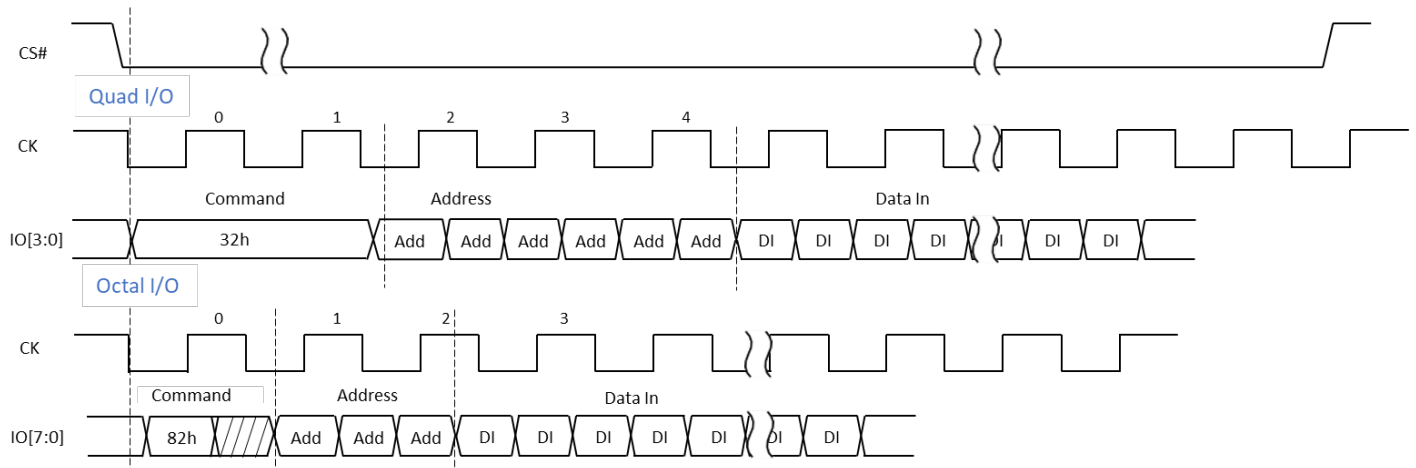 CS#
Quad I/O
0 1 2 3 4
CK
Command Address Data In
IO[3:0] 32h Add Add Add Add Add Add DI DI DI DI DI DI DI
Octal I/O
0 1 2 3
CK
Command Address Data In
IO[7:0] 82h Add Add Add DI DI DI DI DI DI DI